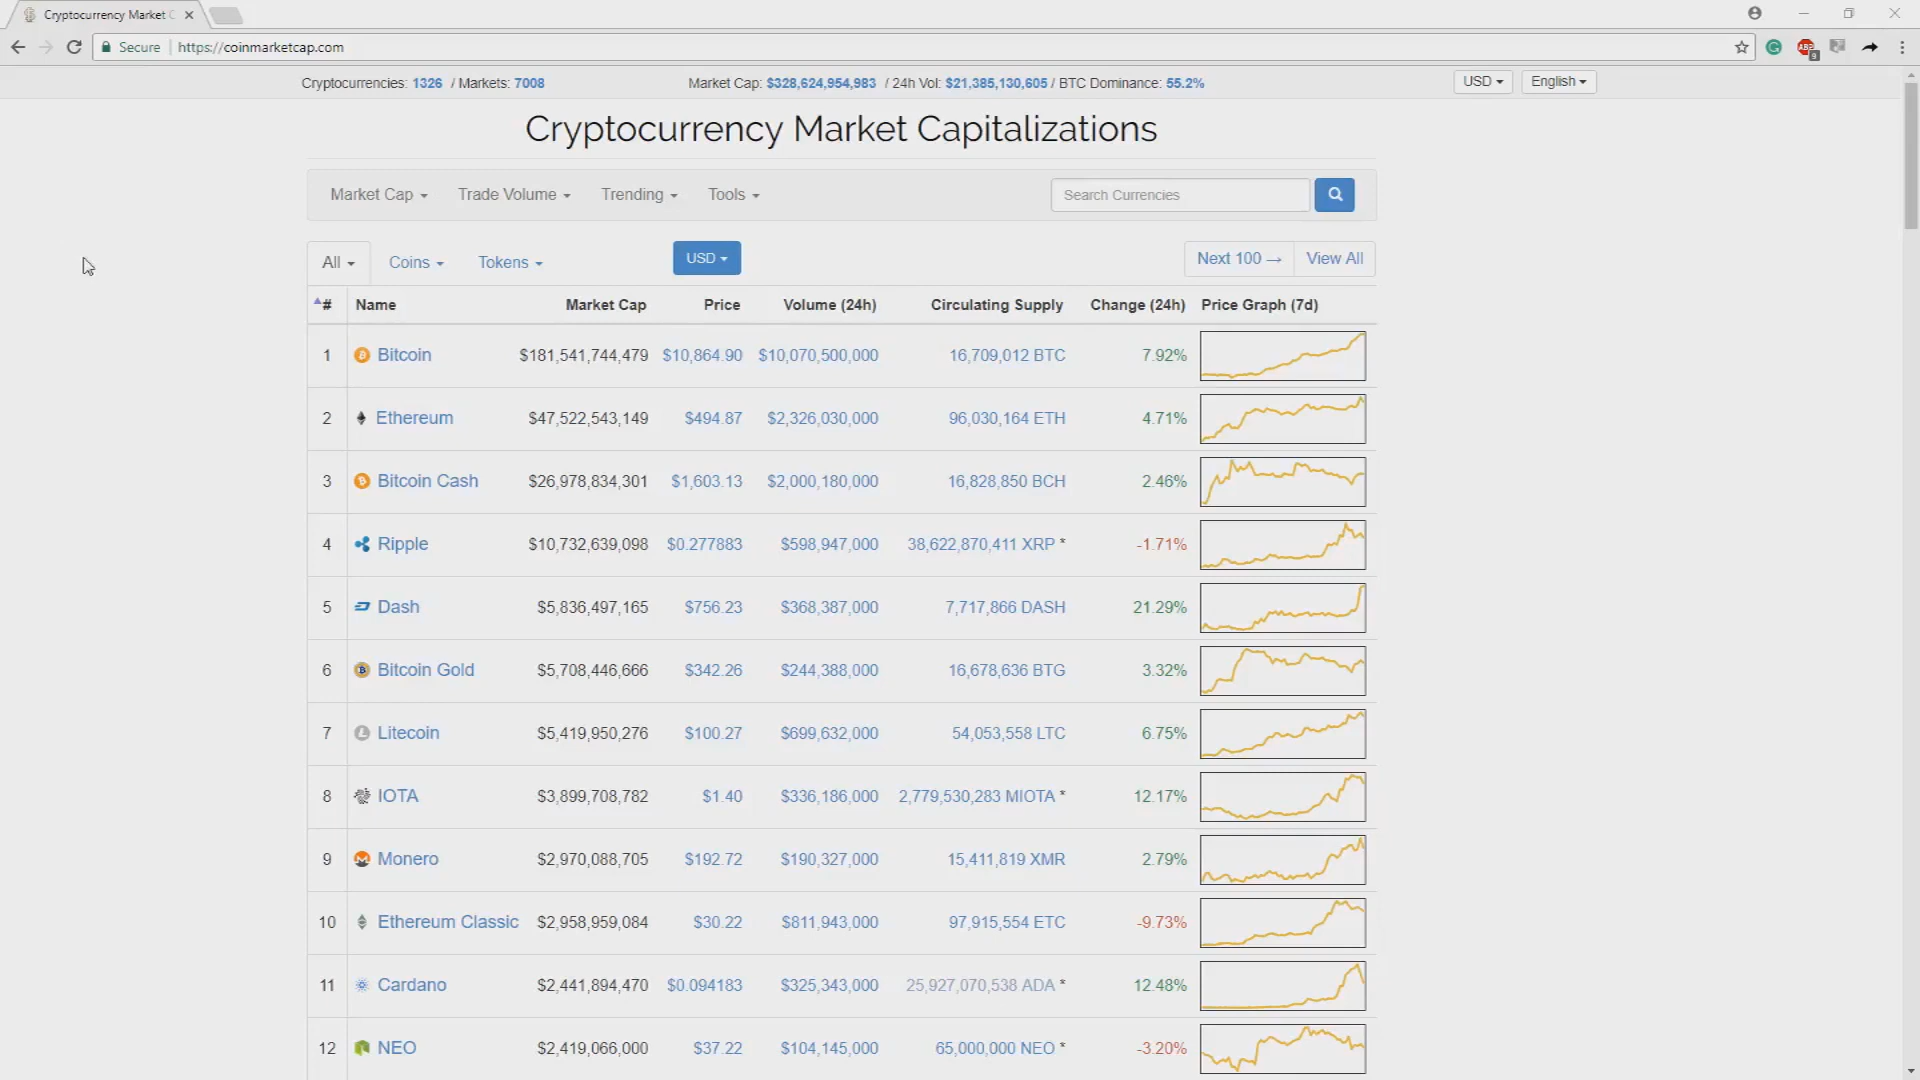 Cryptocurrency Market C
Secure https://coinmarketcap.com
Cryptocurrencies: 1326 / Markets: 7008 Market Cap: $328,624,954,983 / 24h Vol: $21,385,130,605 / BTC Dominance: 55.2% USD English
Cryptocurrency Market Capitalizations
Market Cap Trade Volume Trending Tools Search Currencies
All Coins Tokens USD Next 100 → View All
# Name Market Cap Price Volume (24h) Circulating Supply Change (24h) Price Graph (7d)
1 Bitcoin $181,541,744,479 $10,864.90 $10,070,500,000 16,709,012 BTC 7.92%
2 Ethereum $47,522,543,149 $494.87 $2,326,030,000 96,030,164 ETH 4.71%
3 Bitcoin Cash $26,978,834,301 $1,603.13 $2,000,180,000 16,828,850 BCH 2.46%
4 Ripple $10,732,639,098 $0.277883 $598,947,000 38,622,870,411 XRP * -1.71%
5 Dash $5,836,497,165 $756.23 $368,387,000 7,717,866 DASH 21.29%
6 Bitcoin Gold $5,708,446,666 $342.26 $244,388,000 16,678,636 BTG 3.32%
7 Litecoin $5,419,950,276 $100.27 $699,632,000 54,053,558 LTC 6.75%
8 IOTA $3,899,708,782 $1.40 $336,186,000 2,779,530,283 MIOTA * 12.17%
9 Monero $2,970,088,705 $192.72 $190,327,000 15,411,819 XMR 2.79%
10 Ethereum Classic $2,958,959,084 $30.22 $811,943,000 97,915,554 ETC -9.73%
11 Cardano $2,441,894,470 $0.094183 $325,343,000 25,927,070,538 ADA * 12.48%
12 NEO $2,419,066,000 $37.22 $104,145,000 65,000,000 NEO * -3.20%